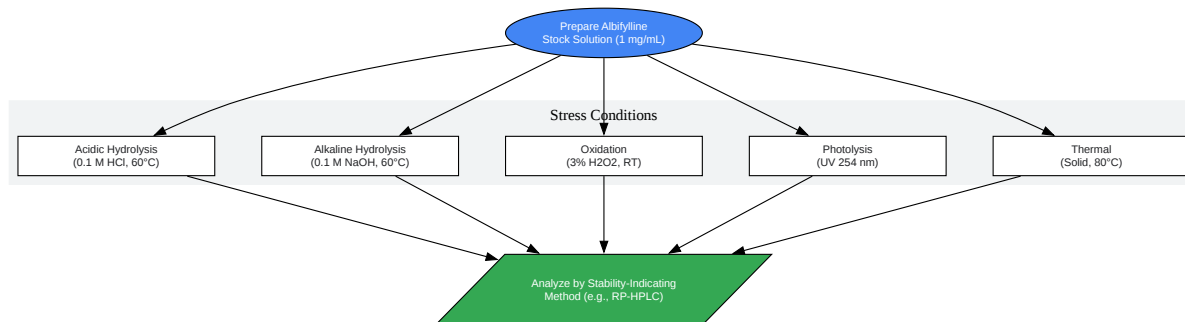 Prepare Albifylline
Stock Solution (1 mg/mL)
Stress Conditions
Acidic Hydrolysis
(0.1 M HCl, 60°C)
Alkaline Hydrolysis
(0.1 M NaOH, 60°C)
Oxidation
(3% H2O2, RT)
Photolysis
(UV 254 nm)
Thermal
(Solid, 80°C)
Analyze by Stability-Indicating
Method (e.g., RP-HPLC)